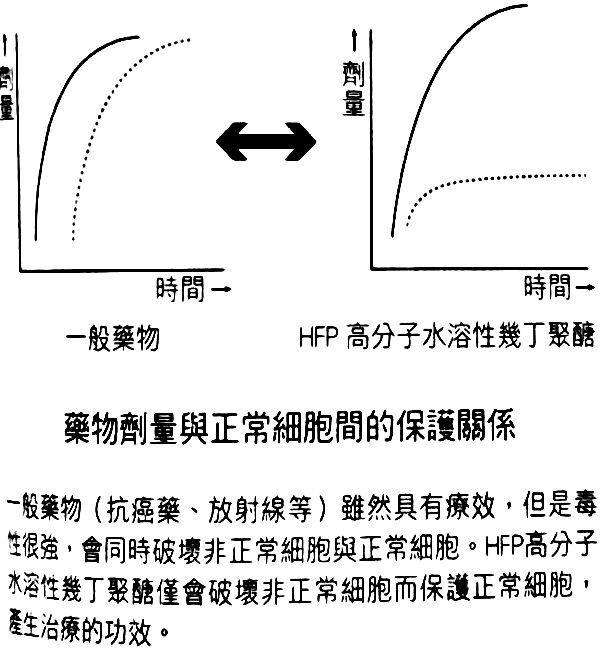 ↑劑量
時間→
一般藥物
↑劑量
時間→
HFP 高分子水溶性幾丁聚醣
藥物劑量與正常細胞間的保護關係
一般藥物（抗癌藥、放射線等）雖然具有療效，但是毒
性很強，會同時破壞非正常細胞與正常細胞。HFP高分子
水溶性幾丁聚醣僅會破壞非正常細胞而保護正常細胞，
產生治療的功效。